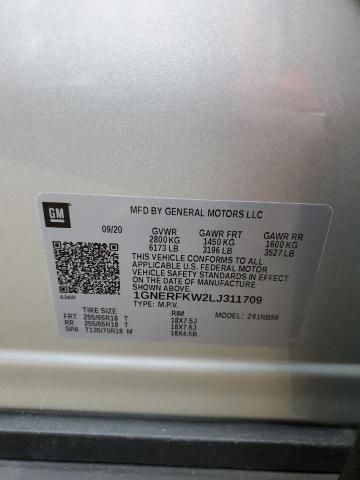 GM
MFD BY GENERAL MOTORS LLC
09/20 GVWR GAWR FRT GAWR RR
2800 KG 1450 KG 1600 KG
6173 LB 3196 LB 3527 LB
THIS VEHICLE CONFORMS TO ALL
APPLICABLE U.S. FEDERAL MOTOR
VEHICLE SAFETY STANDARDS IN EFFECT
ON THE DATE OF MANUFACTURE
SHOWN ABOVE.
1GNERFKW2LJ311709
636R TYPE: M.P.V. MODEL: 291NB56
TIRE SIZE RIM
FRT 255/65R18 T 18X7.5J
RR 255/65R18 T 18X7.5J
SPA T135/70R18 M 18X4.5B